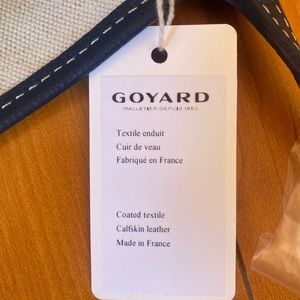 GOYARD
MALLETIER DEPUIS 1853
Textile enduit
Cuir de veau
Fabriqué en France
Coated textile
Calfskin leather
Made in France